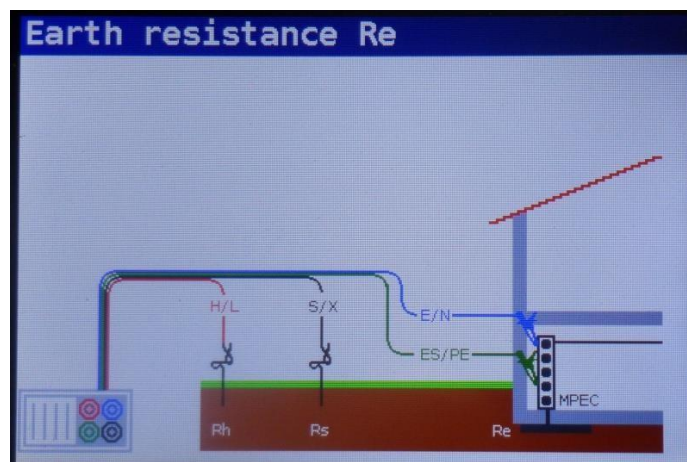 Earth resistance Re
H/L
S/X
E/N
ES/PE
MPEC
Rh
Rs
Re